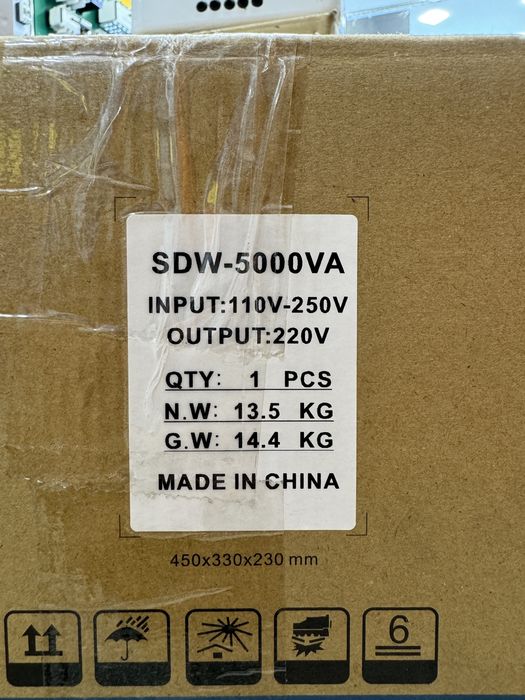 SDW-5000VA
INPUT:110V-250V
OUTPUT:220V
QTY: 1 PCS
N.W: 13.5 KG
G.W: 14.4 KG
MADE IN CHINA
450x330x230 mm
6